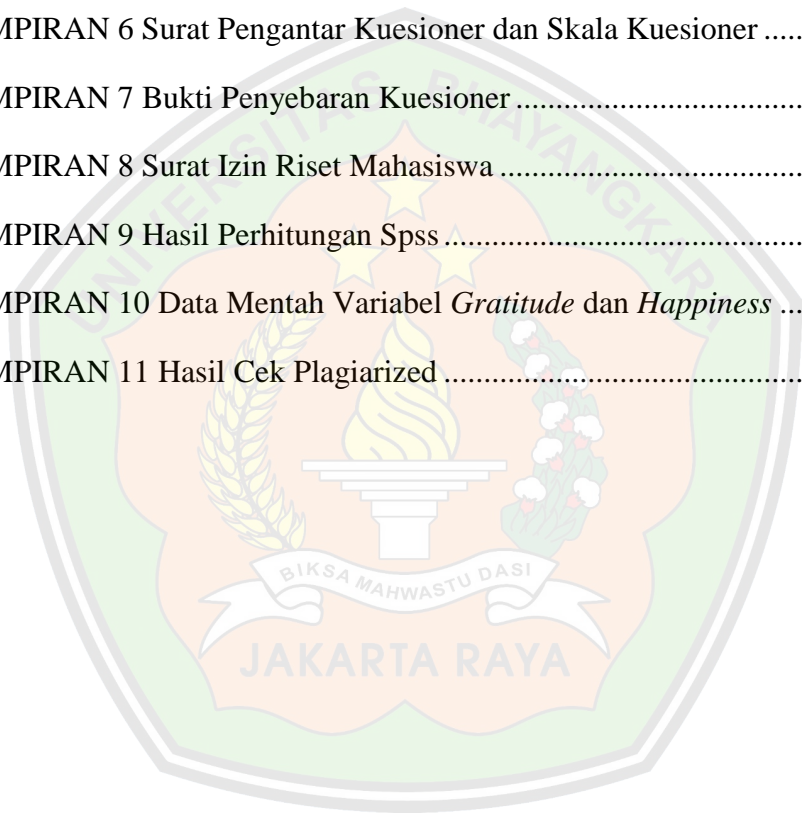 MPIRAN 6 Surat Pengantar Kuesioner dan Skala Kuesioner .....
MPIRAN 7 Bukti Penyebaran Kuesioner ....................................
MPIRAN 8 Surat Izin Riset Mahasiswa ......................................
MPIRAN 9 Hasil Perhitungan Spss .............................................
MPIRAN 10 Data Mentah Variabel Gratitude dan Happiness ...
MPIRAN 11 Hasil Cek Plagiarized .............................................
UNIVERSITAS BHAYANGKARA
BIKSA MAHWASTU DASI
JAKARTA RAYA